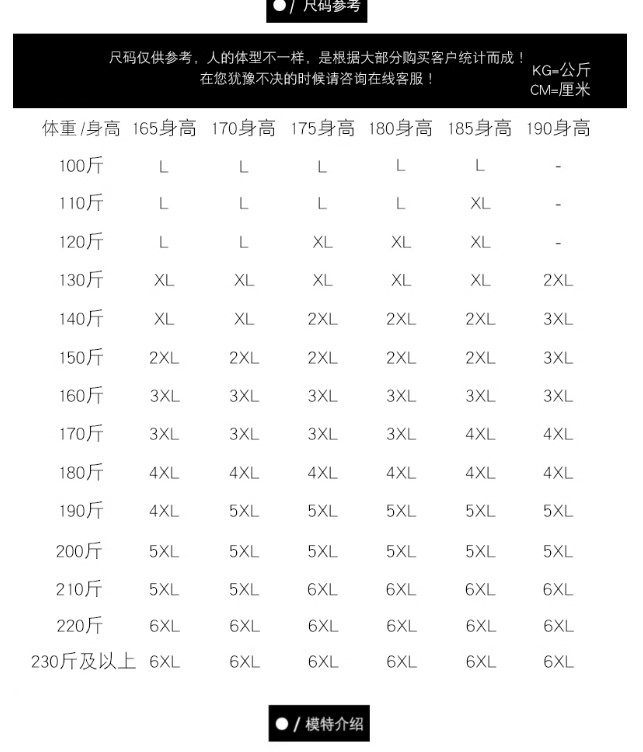 ●/ 尺码参考
尺码仅供参考，人的体型不一样，是根据大部分购买客户统计而成！
在您犹豫不决的时候请咨询在线客服！
KG=公斤
CM=厘米
体重/身高 165身高 170身高 175身高 180身高 185身高 190身高
100斤 L L L L L -
110斤 L L L L XL -
120斤 L L XL XL XL -
130斤 XL XL XL XL XL 2XL
140斤 XL XL 2XL 2XL 2XL 3XL
150斤 2XL 2XL 2XL 2XL 2XL 3XL
160斤 3XL 3XL 3XL 3XL 3XL 3XL
170斤 3XL 3XL 3XL 3XL 4XL 4XL
180斤 4XL 4XL 4XL 4XL 4XL 4XL
190斤 4XL 5XL 5XL 5XL 5XL 5XL
200斤 5XL 5XL 5XL 5XL 5XL 5XL
210斤 5XL 5XL 6XL 6XL 6XL 6XL
220斤 6XL 6XL 6XL 6XL 6XL 6XL
230斤及以上 6XL 6XL 6XL 6XL 6XL 6XL
●/ 模特介绍